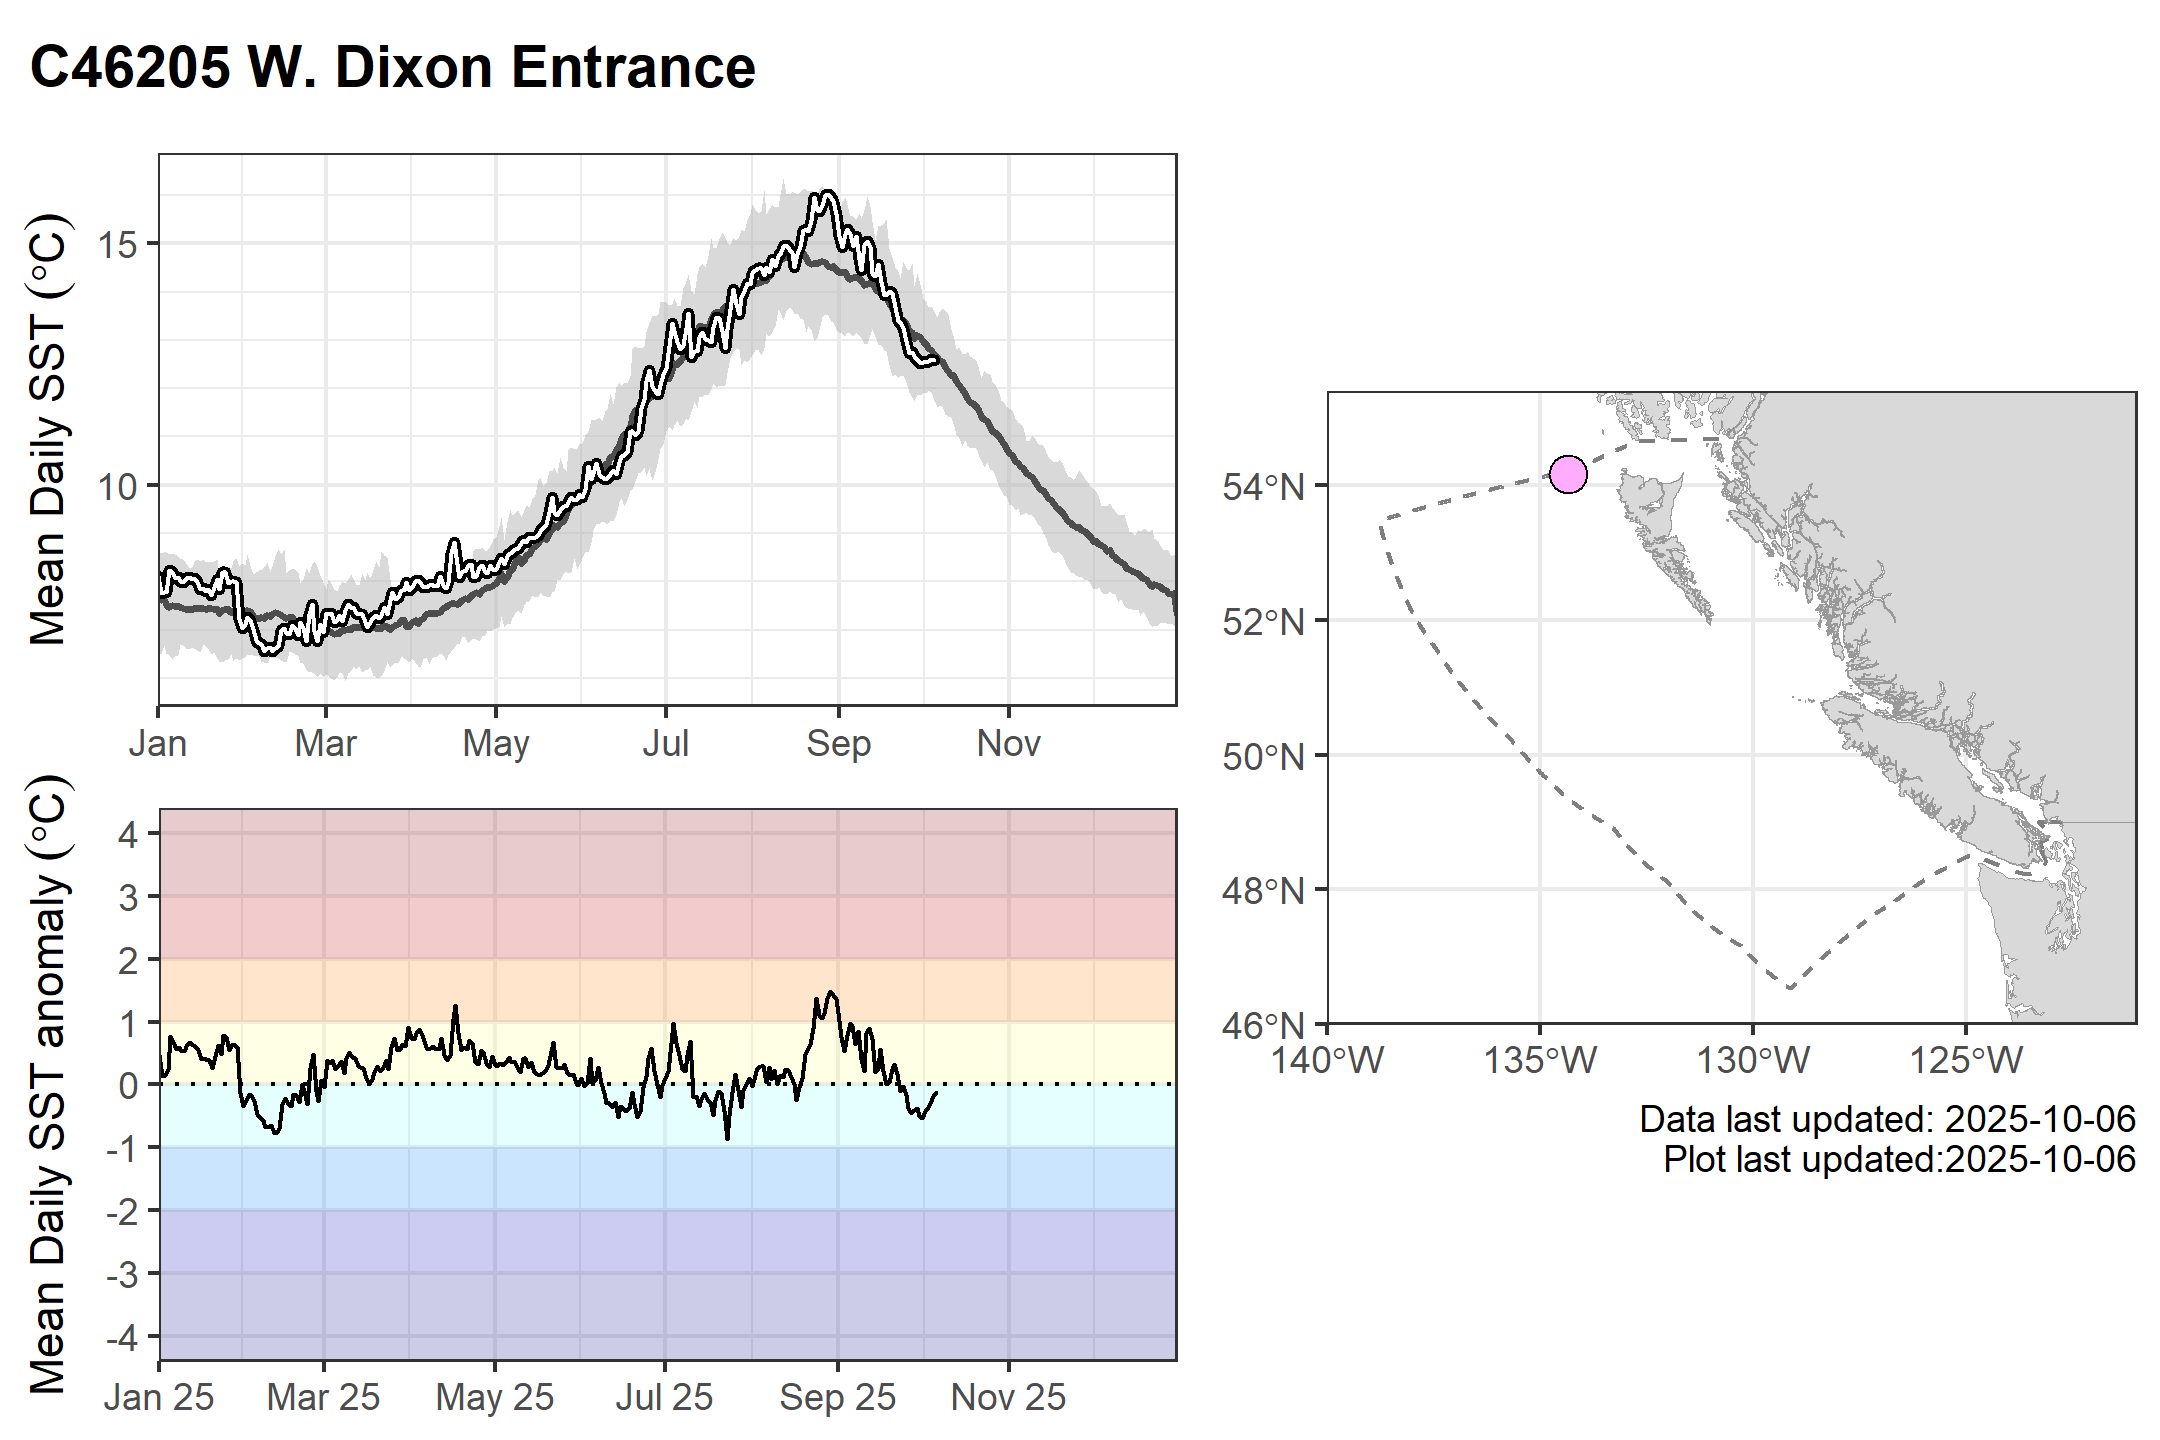 C46205 W. Dixon Entrance
Mean Daily SST (°C)
15
10
Jan Mar May Jul Sep Nov
Mean Daily SST anomaly (°C)
4
3
2
1
0
-1
-2
-3
-4
Jan 25 Mar 25 May 25 Jul 25 Sep 25 Nov 25
54°N
52°N
50°N
48°N
46°N
140°W 135°W 130°W 125°W
Data last updated: 2025-10-06
Plot last updated:2025-10-06